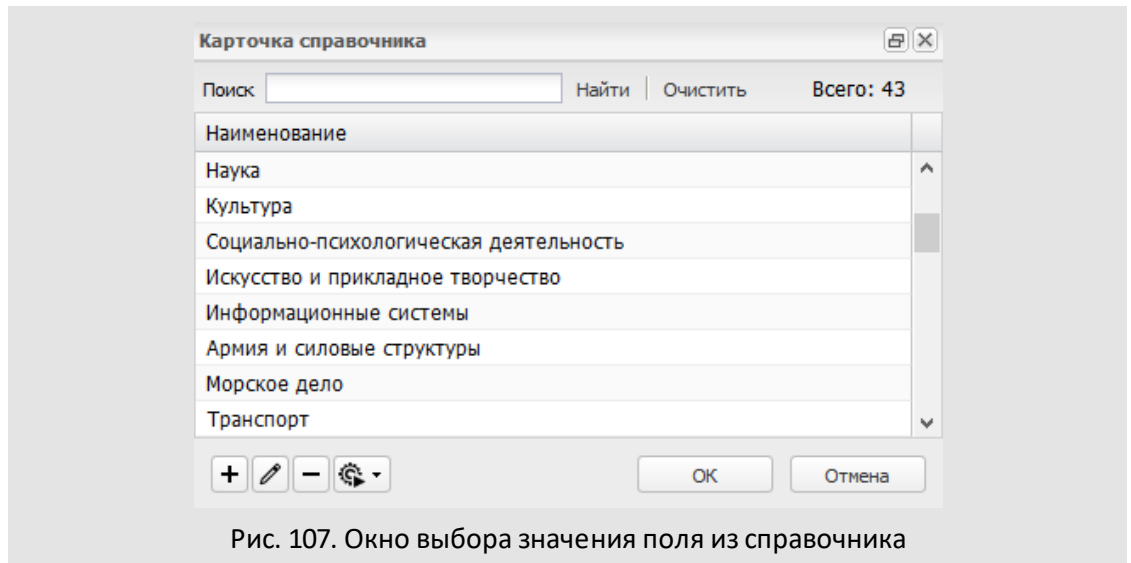 Карточка справочника
Поиск Найти Очистить Всего: 43
Наименование
Наука
Культура
Социально-психологическая деятельность
Искусство и прикладное творчество
Информационные системы
Армия и силовые структуры
Морское дело
Транспорт
ОК Отмена
Рис. 107. Окно выбора значения поля из справочника